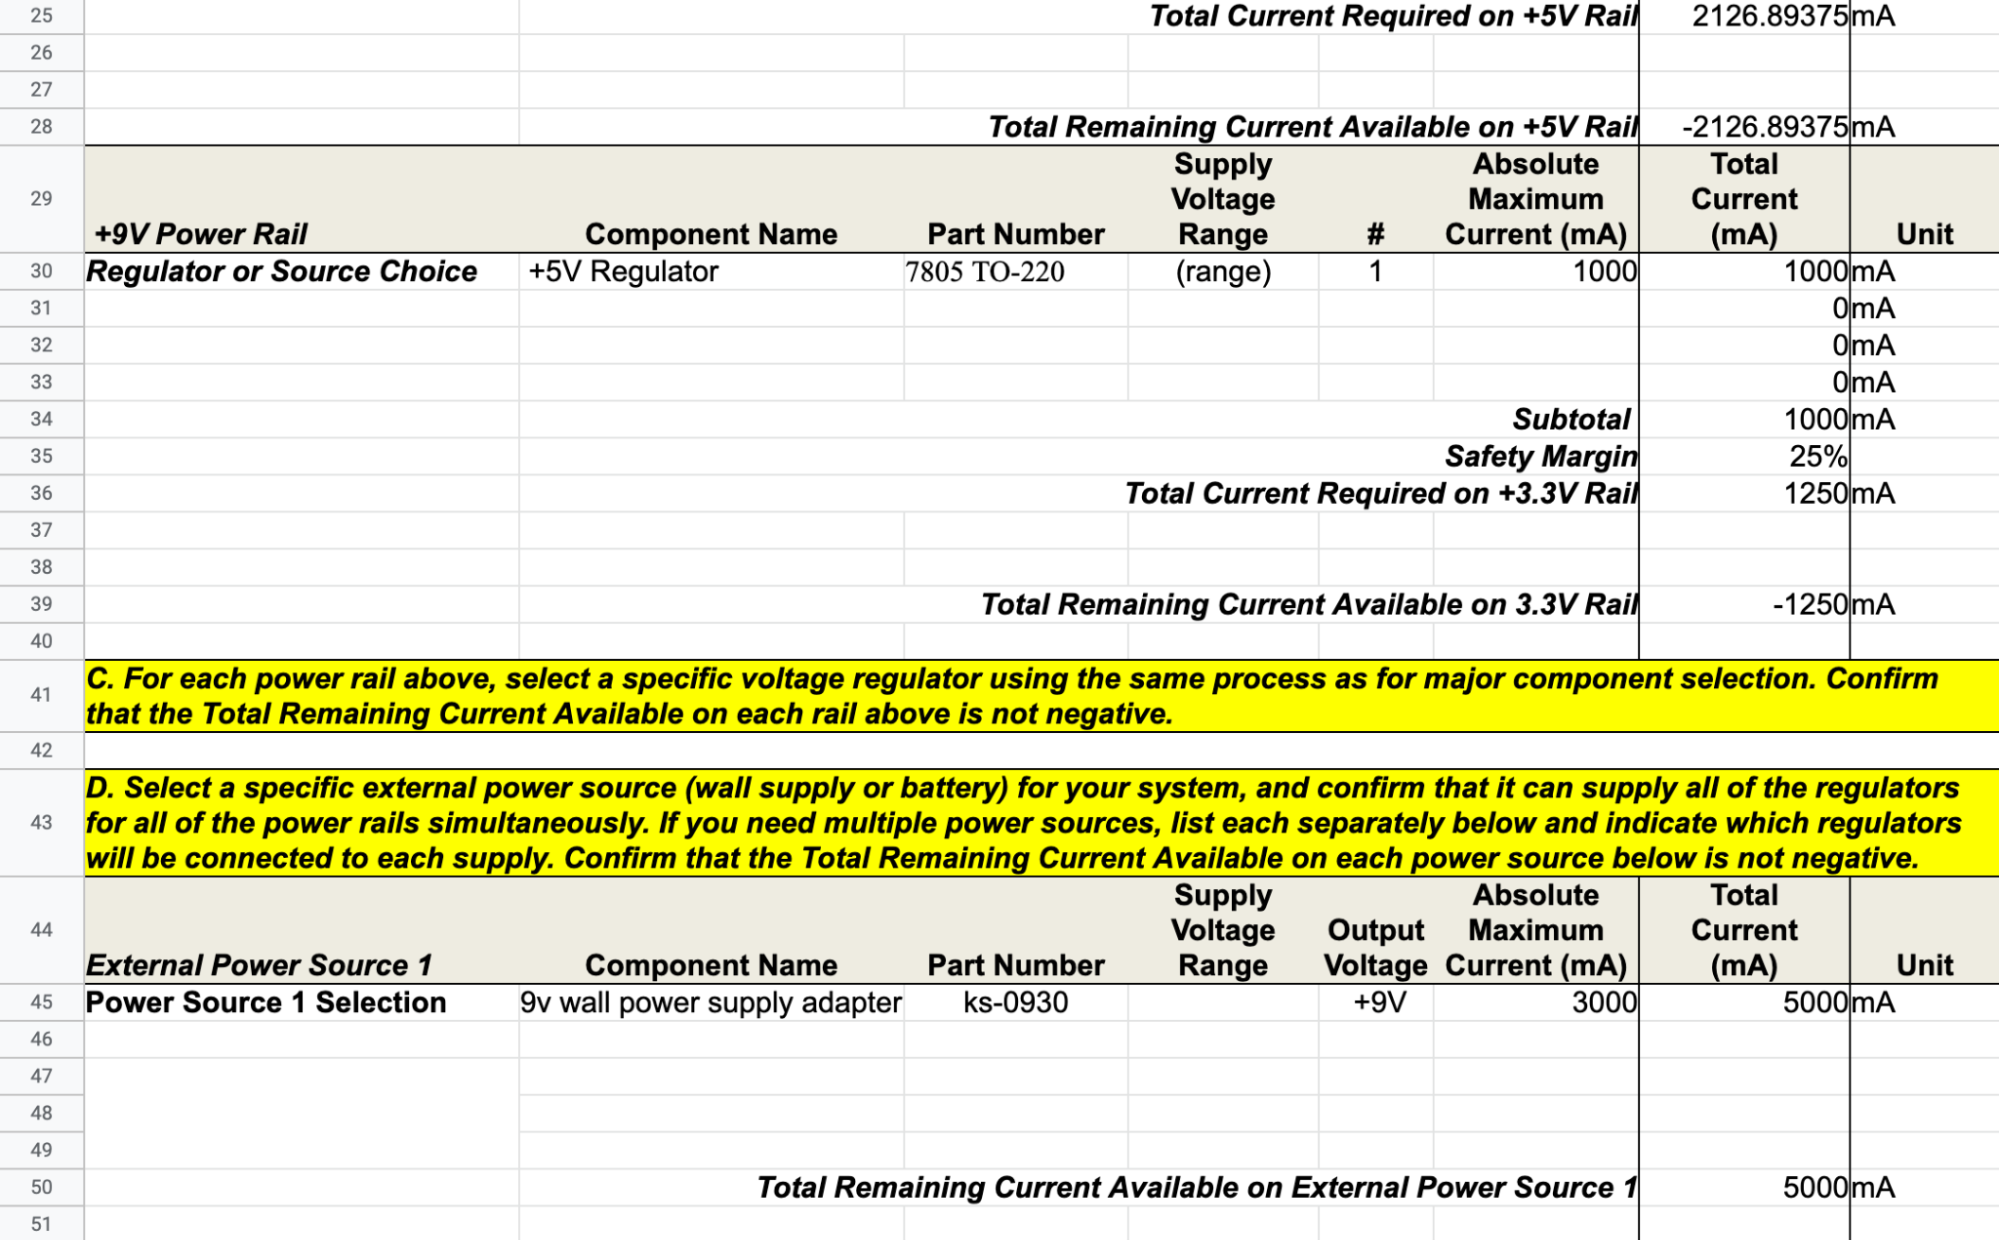 25 Total Current Required on +5V Rail 2126.89375 mA
26
27
28 Total Remaining Current Available on +5V Rail -2126.89375 mA
29 +9V Power Rail Component Name Part Number Supply Voltage Range # Absolute Maximum Current (mA) Total Current (mA) Unit
30 Regulator or Source Choice +5V Regulator 7805 TO-220 (range) 1 1000 1000 mA
31 0 mA
32 0 mA
33 0 mA
34 Subtotal 1000 mA
35 Safety Margin 25%
36 Total Current Required on +3.3V Rail 1250 mA
37
38
39 Total Remaining Current Available on 3.3V Rail -1250 mA
40
41 C. For each power rail above, select a specific voltage regulator using the same process as for major component selection. Confirm
that the Total Remaining Current Available on each rail above is not negative.
42
43 D. Select a specific external power source (wall supply or battery) for your system, and confirm that it can supply all of the regulators
for all of the power rails simultaneously. If you need multiple power sources, list each separately below and indicate which regulators
will be connected to each supply. Confirm that the Total Remaining Current Available on each power source below is not negative.
44 External Power Source 1 Component Name Part Number Supply Voltage Range Output Voltage Absolute Maximum Current (mA) Total Current (mA) Unit
45 Power Source 1 Selection 9v wall power supply adapter ks-0930 +9V 3000 5000 mA
46
47
48
49
50 Total Remaining Current Available on External Power Source 1 5000 mA
51